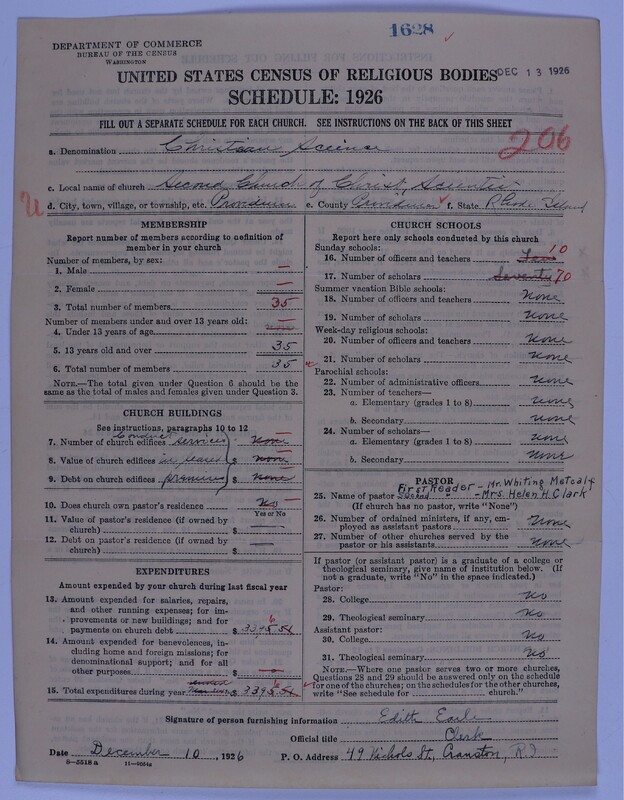 1628 ✓
DEPARTMENT OF COMMERCE
BUREAU OF THE CENSUS
WASHINGTON
UNITED STATES CENSUS OF RELIGIOUS BODIES DEC 13 1926
SCHEDULE: 1926
FILL OUT A SEPARATE SCHEDULE FOR EACH CHURCH. SEE INSTRUCTIONS ON THE BACK OF THIS SHEET
206
a. Denomination Christian Science
c. Local name of church Second Church of Christ, Scientist
U d. City, town, village, or township, etc. Providence e. County Providence ✓ f. State Rhode Island
MEMBERSHIP
Report number of members according to definition of
member in your church
Number of members, by sex:
1. Male —
2. Female —
3. Total number of members 35
Number of members under and over 13 years old:
4. Under 13 years of age none
5. 13 years old and over 35
6. Total number of members 35
NOTE.—The total given under Question 6 should be the
same as the total of males and females given under Question 3.
CHURCH BUILDINGS
See instructions, paragraphs 10 to 12
Conduct
7. Number of church edifices services none
8. Value of church edifices in leased $ none
9. Debt on church edifices premises $ none
10. Does church own pastor's residence? No
Yes or No
11. Value of pastor's residence (if owned by
church) $ —
12. Debt on pastor's residence (if owned by
church) $ —
EXPENDITURES
Amount expended by your church during last fiscal year
13. Amount expended for salaries, repairs,
and other running expenses; for im-
provements or new buildings; and for
payments on church debt $ 3395.54 6
14. Amount expended for benevolences, in-
cluding home and foreign missions; for
denominational support; and for all
other purposes $ —
15. Total expenditures during year $ 3395.54 6
CHURCH SCHOOLS
Report here only schools conducted by this church
Sunday schools:
16. Number of officers and teachers 10
17. Number of scholars Seventy 70
Summer vacation Bible schools:
18. Number of officers and teachers none
19. Number of scholars none
Week-day religious schools:
20. Number of officers and teachers none
21. Number of scholars none
Parochial schools:
22. Number of administrative officers none
23. Number of teachers—
a. Elementary (grades 1 to 8) none
b. Secondary none
24. Number of scholars—
a. Elementary (grades 1 to 8) none
b. Secondary none
PASTOR
First Reader - Mr. Whiting Metcalf
25. Name of pastor Second " - Mrs. Helen H. Clark
(If church has no pastor, write "None")
26. Number of ordained ministers, if any, em-
ployed as assistant pastors none
27. Number of other churches served by the
pastor or his assistants none
If pastor (or assistant pastor) is a graduate of a college or
theological seminary, give name of institution below. (If
not a graduate, write "No" in the space indicated.)
Pastor:
28. College no
29. Theological seminary no
Assistant pastor:
30. College no
31. Theological seminary no
NOTE.—Where one pastor serves two or more churches,
Questions 28 and 29 should be answered only on the schedule
for one of the churches; on the schedules for the other churches,
write "See schedule for church."
Signature of person furnishing information Edith Earle
Official title Clerk
Date December 10, 1926 P. O. Address 49 Nichols St, Cranston, R.I
8—5518 a 11—9054a